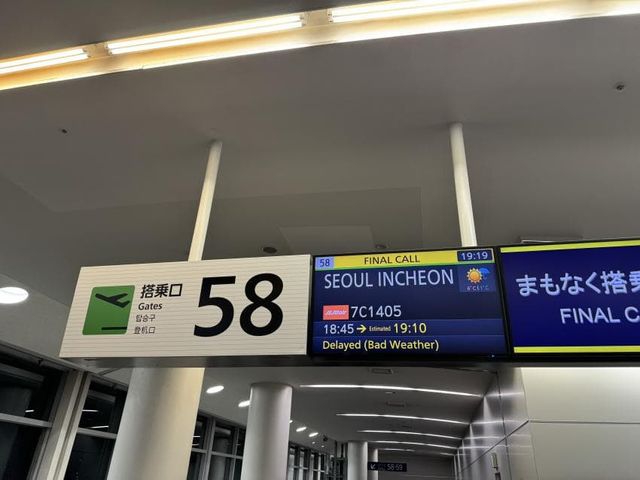 搭乗口
Gates
탑승구
登机口
58
58 FINAL CALL 19:19
SEOUL INCHEON
7C1405
18:45 → Estimated 19:10
Delayed (Bad Weather)
まもなく搭
FINAL C
58-59